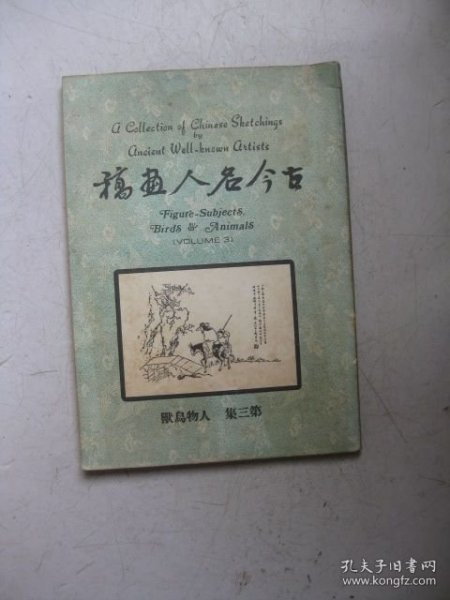 A Collection of Chinese Sketchings
by
Ancient Well-known Artists
古今名人畫稿
Figure-Subjects,
Birds & Animals
(VOLUME 3)
第三集 人物鳥獸
孔夫子旧书网
www.kongfz.com